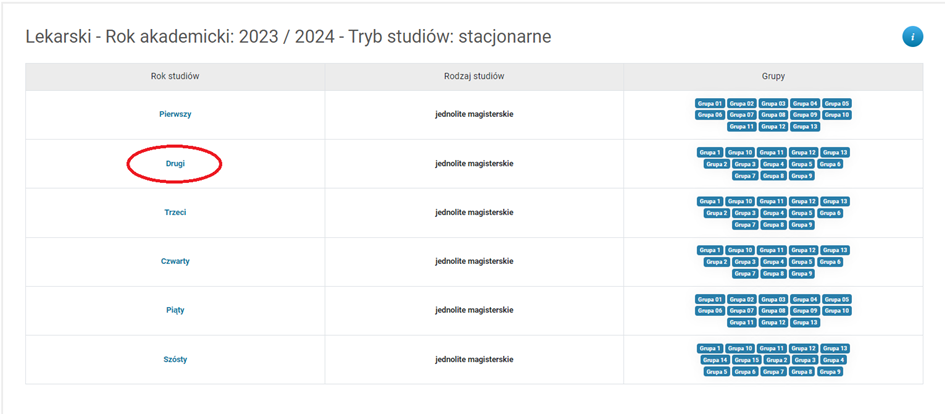 Lekarski - Rok akademicki: 2023 / 2024 - Tryb studiów: stacjonarne
i
Rok studiów Rodzaj studiów Grupy
Pierwszy jednolite magisterskie
Grupa 01 Grupa 02 Grupa 03 Grupa 04 Grupa 05
Grupa 06 Grupa 07 Grupa 08 Grupa 09 Grupa 10
Grupa 11 Grupa 12 Grupa 13
Drugi jednolite magisterskie
Grupa 1 Grupa 10 Grupa 11 Grupa 12 Grupa 13
Grupa 2 Grupa 3 Grupa 4 Grupa 5 Grupa 6
Grupa 7 Grupa 8 Grupa 9
Trzeci jednolite magisterskie
Grupa 1 Grupa 10 Grupa 11 Grupa 12 Grupa 13
Grupa 2 Grupa 3 Grupa 4 Grupa 5 Grupa 6
Grupa 7 Grupa 8 Grupa 9
Czwarty jednolite magisterskie
Grupa 1 Grupa 10 Grupa 11 Grupa 12 Grupa 13
Grupa 2 Grupa 3 Grupa 4 Grupa 5 Grupa 6
Grupa 7 Grupa 8 Grupa 9
Piąty jednolite magisterskie
Grupa 01 Grupa 02 Grupa 03 Grupa 04 Grupa 05
Grupa 06 Grupa 07 Grupa 08 Grupa 09 Grupa 10
Grupa 11 Grupa 12 Grupa 13
Szósty jednolite magisterskie
Grupa 1 Grupa 10 Grupa 11 Grupa 12 Grupa 13
Grupa 14 Grupa 15 Grupa 2 Grupa 3 Grupa 4
Grupa 5 Grupa 6 Grupa 7 Grupa 8 Grupa 9